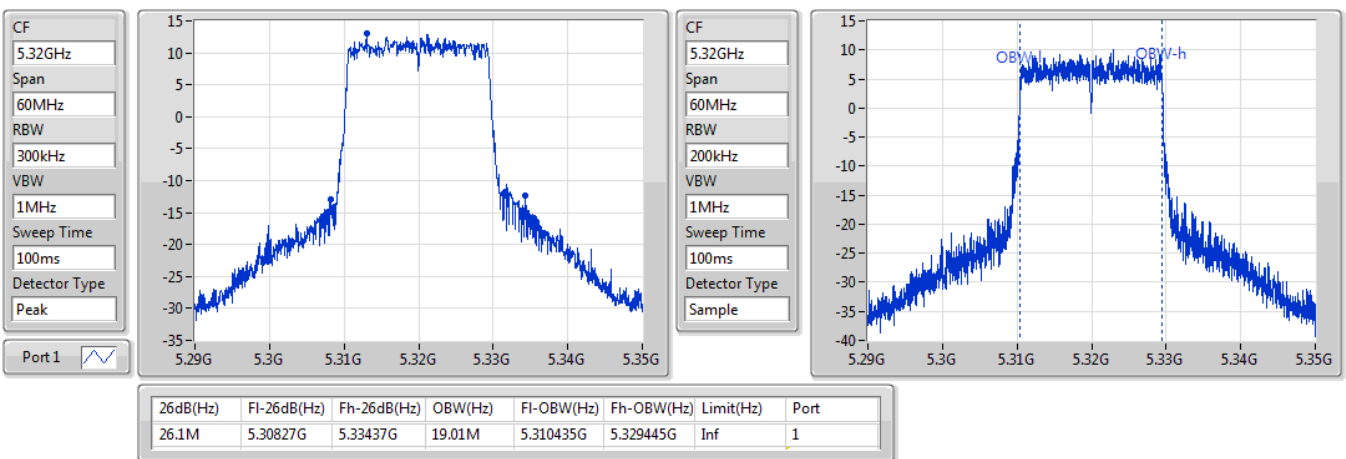 CF
5.32GHz
Span
60MHz
RBW
300kHz
VBW
1MHz
Sweep Time
100ms
Detector Type
Peak
Port 1
15
10
5
0
-5
-10
-15
-20
-25
-30
-35
5.29G 5.3G 5.31G 5.32G 5.33G 5.34G 5.35G
CF
5.32GHz
Span
60MHz
RBW
200kHz
VBW
1MHz
Sweep Time
100ms
Detector Type
Sample
15
10
5
0
-5
-10
-15
-20
-25
-30
-35
-40
OBW-l OBW-h
5.29G 5.3G 5.31G 5.32G 5.33G 5.34G 5.35G
26dB(Hz) Fl-26dB(Hz) Fh-26dB(Hz) OBW(Hz) Fl-OBW(Hz) Fh-OBW(Hz) Limit(Hz) Port
26.1M 5.30827G 5.33437G 19.01M 5.310435G 5.329445G Inf 1